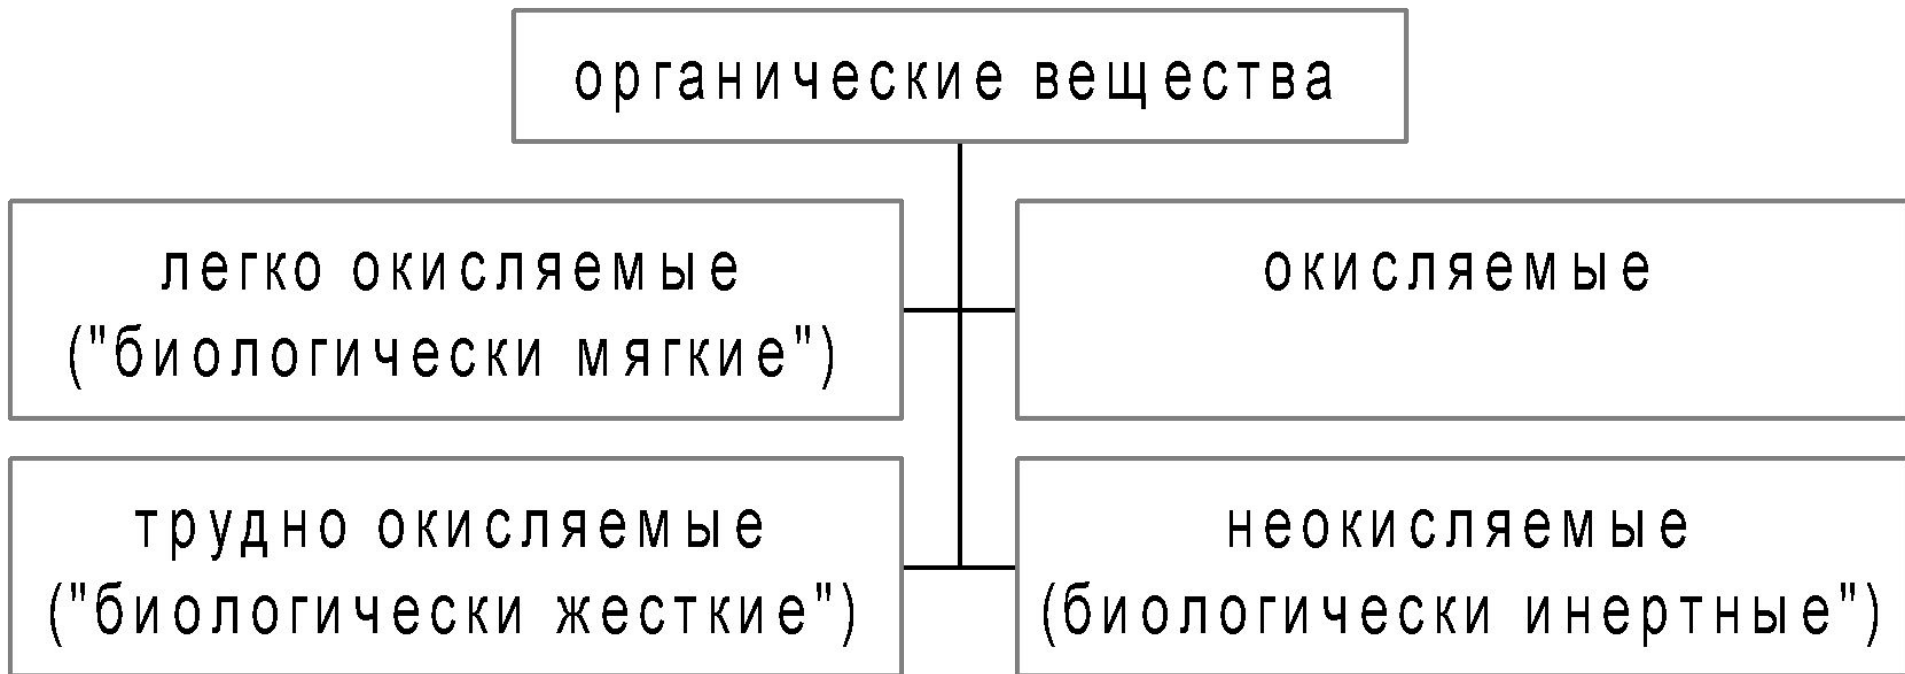 органические вещества
легко окисляемые
("биологически мягкие")
окисляемые
трудно окисляемые
("биологически жесткие")
неокисляемые
(биологически инертные")